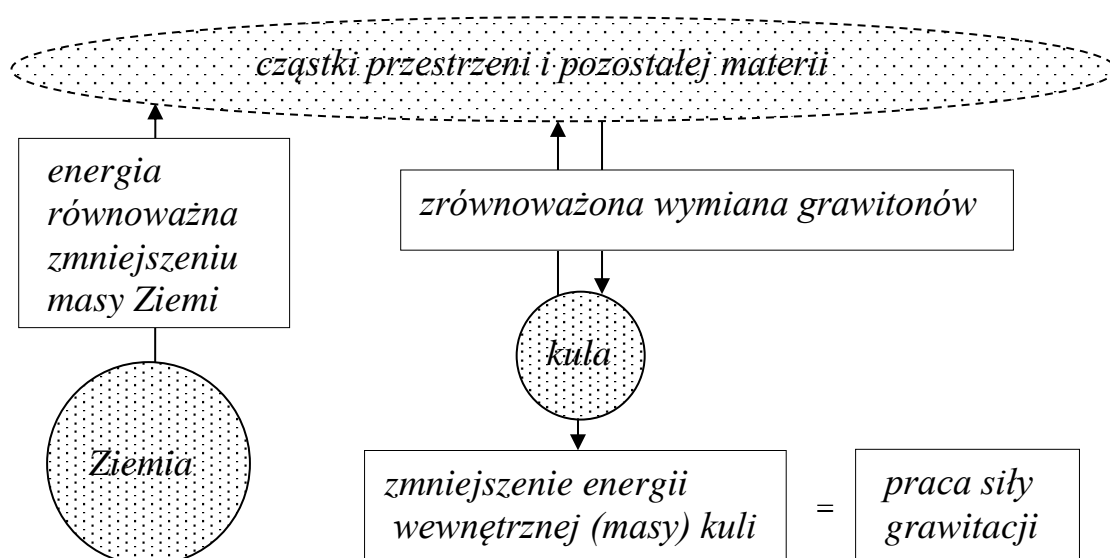 cząstki przestrzeni i pozostałej materii
energia
równoważna
zmniejszeniu
masy Ziemi
zrównoważona wymiana grawitonów
kula
Ziemia
zmniejszenie energii
wewnętrznej (masy) kuli
=
praca siły
grawitacji